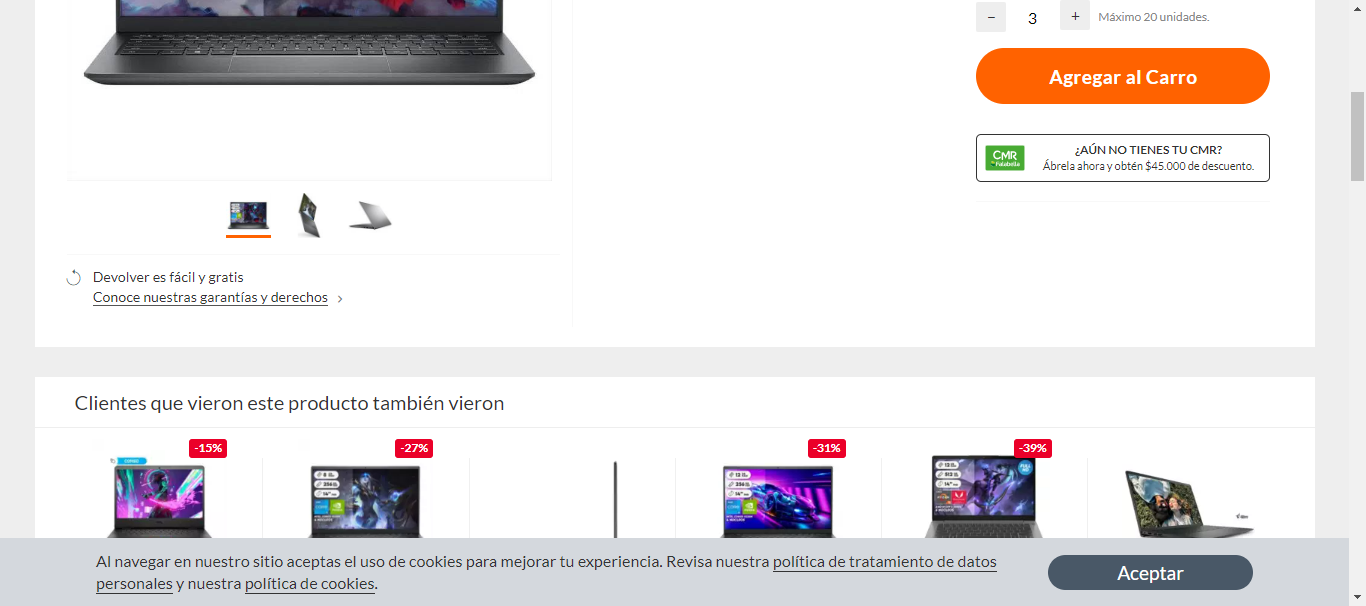 −
3
+
Máximo 20 unidades.
Agregar al Carro
CMR
Falabella
¿AÚN NO TIENES TU CMR?
Ábrela ahora y obtén $45.000 de descuento.
Devolver es fácil y gratis
Conoce nuestras garantías y derechos
Clientes que vieron este producto también vieron
-15%
-27%
-31%
-39%
Al navegar en nuestro sitio aceptas el uso de cookies para mejorar tu experiencia. Revisa nuestra política de tratamiento de datos
personales y nuestra política de cookies.
Aceptar